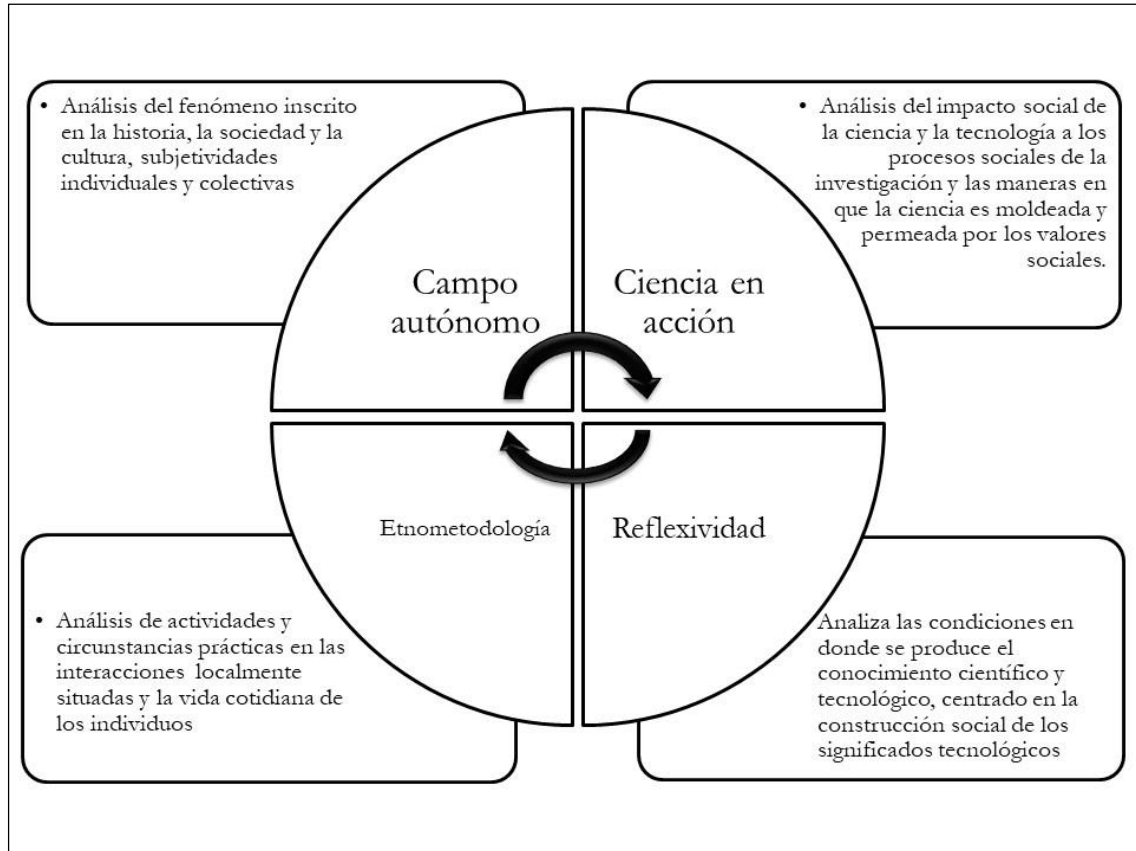 • Análisis del fenómeno inscrito
en la historia, la sociedad y la
cultura, subjetividades
individuales y colectivas
• Análisis del impacto social de
la ciencia y la tecnología a los
procesos sociales de la
investigación y las maneras en
que la ciencia es moldeada y
permeada por los valores
sociales.
Campo
autónomo
Ciencia en
acción
Etnometodología
Reflexividad
• Análisis de actividades y
circunstancias prácticas en las
interacciones localmente
situadas y la vida cotidiana de
los individuos
Analiza las condiciones en
donde se produce el
conocimiento científico y
tecnológico, centrado en la
construcción social de los
significados tecnológicos